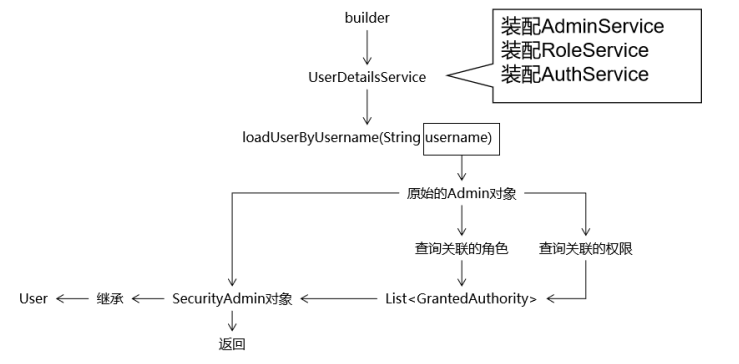 builder
装配AdminService
装配RoleService
装配AuthService
UserDetailsService
loadUserByUsername(String username)
原始的Admin对象
查询关联的角色
查询关联的权限
User
继承
SecurityAdmin对象
List<GrantedAuthority>
返回